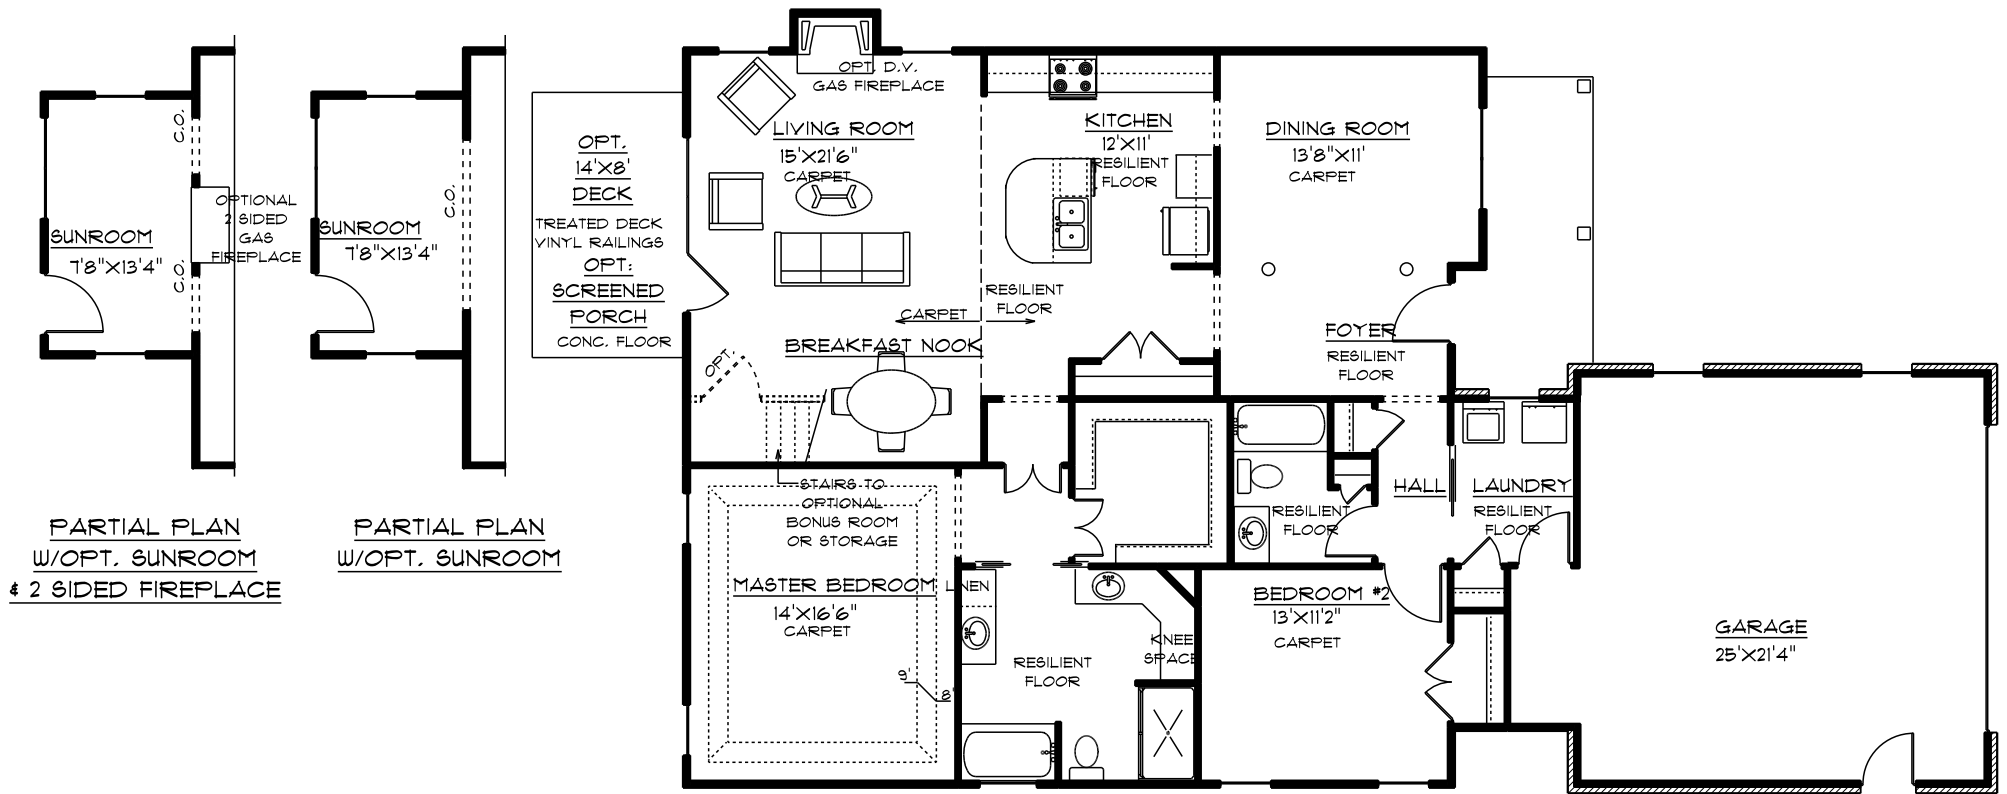 C.O.
OPTIONAL
2 SIDED
GAS
FIREPLACE
SUNROOM
7'8"X13'4"
C.O.
PARTIAL PLAN
W/OPT. SUNROOM
& 2 SIDED FIREPLACE
C.O.
SUNROOM
7'8"X13'4"
PARTIAL PLAN
W/OPT. SUNROOM
OPT.
14'X8'
DECK
TREATED DECK
VINYL RAILINGS
OPT:
SCREENED
PORCH
CONC. FLOOR
OPT. D.V.
GAS FIREPLACE
LIVING ROOM
15'X21'6"
CARPET
KITCHEN
12'X11'
RESILIENT
FLOOR
DINING ROOM
13'8"X11'
CARPET
RESILIENT
FLOOR
CARPET
BREAKFAST NOOK
OPT.
FOYER
RESILIENT
FLOOR
STAIRS TO
OPTIONAL
BONUS ROOM
OR STORAGE
MASTER BEDROOM
14'X16'6"
CARPET
9'
8'
LINEN
RESILIENT
FLOOR
KNEE
SPACE
RESILIENT
FLOOR
HALL
LAUNDRY
RESILIENT
FLOOR
BEDROOM #2
13'X11'2"
CARPET
GARAGE
25'X21'4"